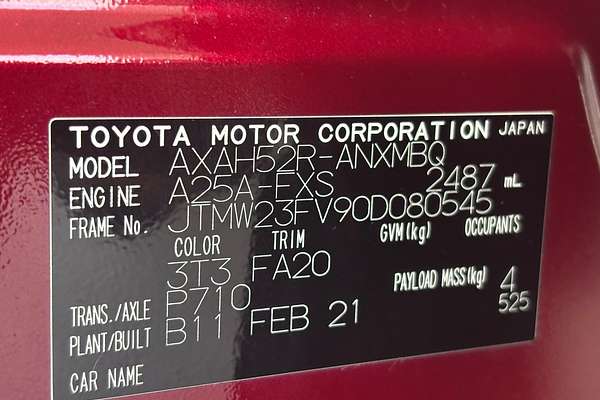 TOYOTA MOTOR CORPORATION JAPAN
MODEL AXAH52R-ANXMBQ
ENGINE A25A-FXS 2487 mL
FRAME No. JTMW23FV90D080545
COLOR TRIM GVM(kg) OCCUPANTS
3T3 FA20
PAYLOAD MASS(kg) 4
TRANS./AXLE P710 525
PLANT/BUILT B11 FEB 21
CAR NAME